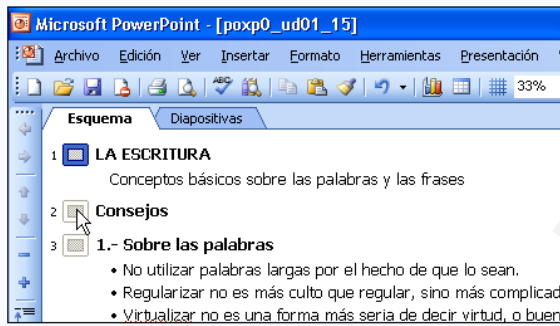 Microsoft PowerPoint - [poxp0_ud01_15]
Archivo Edición Ver Insertar Formato Herramientas Presentación
ABC 33%
Esquema Diapositivas
1 LA ESCRITURA
Conceptos básicos sobre las palabras y las frases
2 Consejos
3 1.- Sobre las palabras
• No utilizar palabras largas por el hecho de que lo sean.
• Regularizar no es más culto que regular, sino más complicad
• Virtualizar no es una forma más seria de decir virtud, o buen